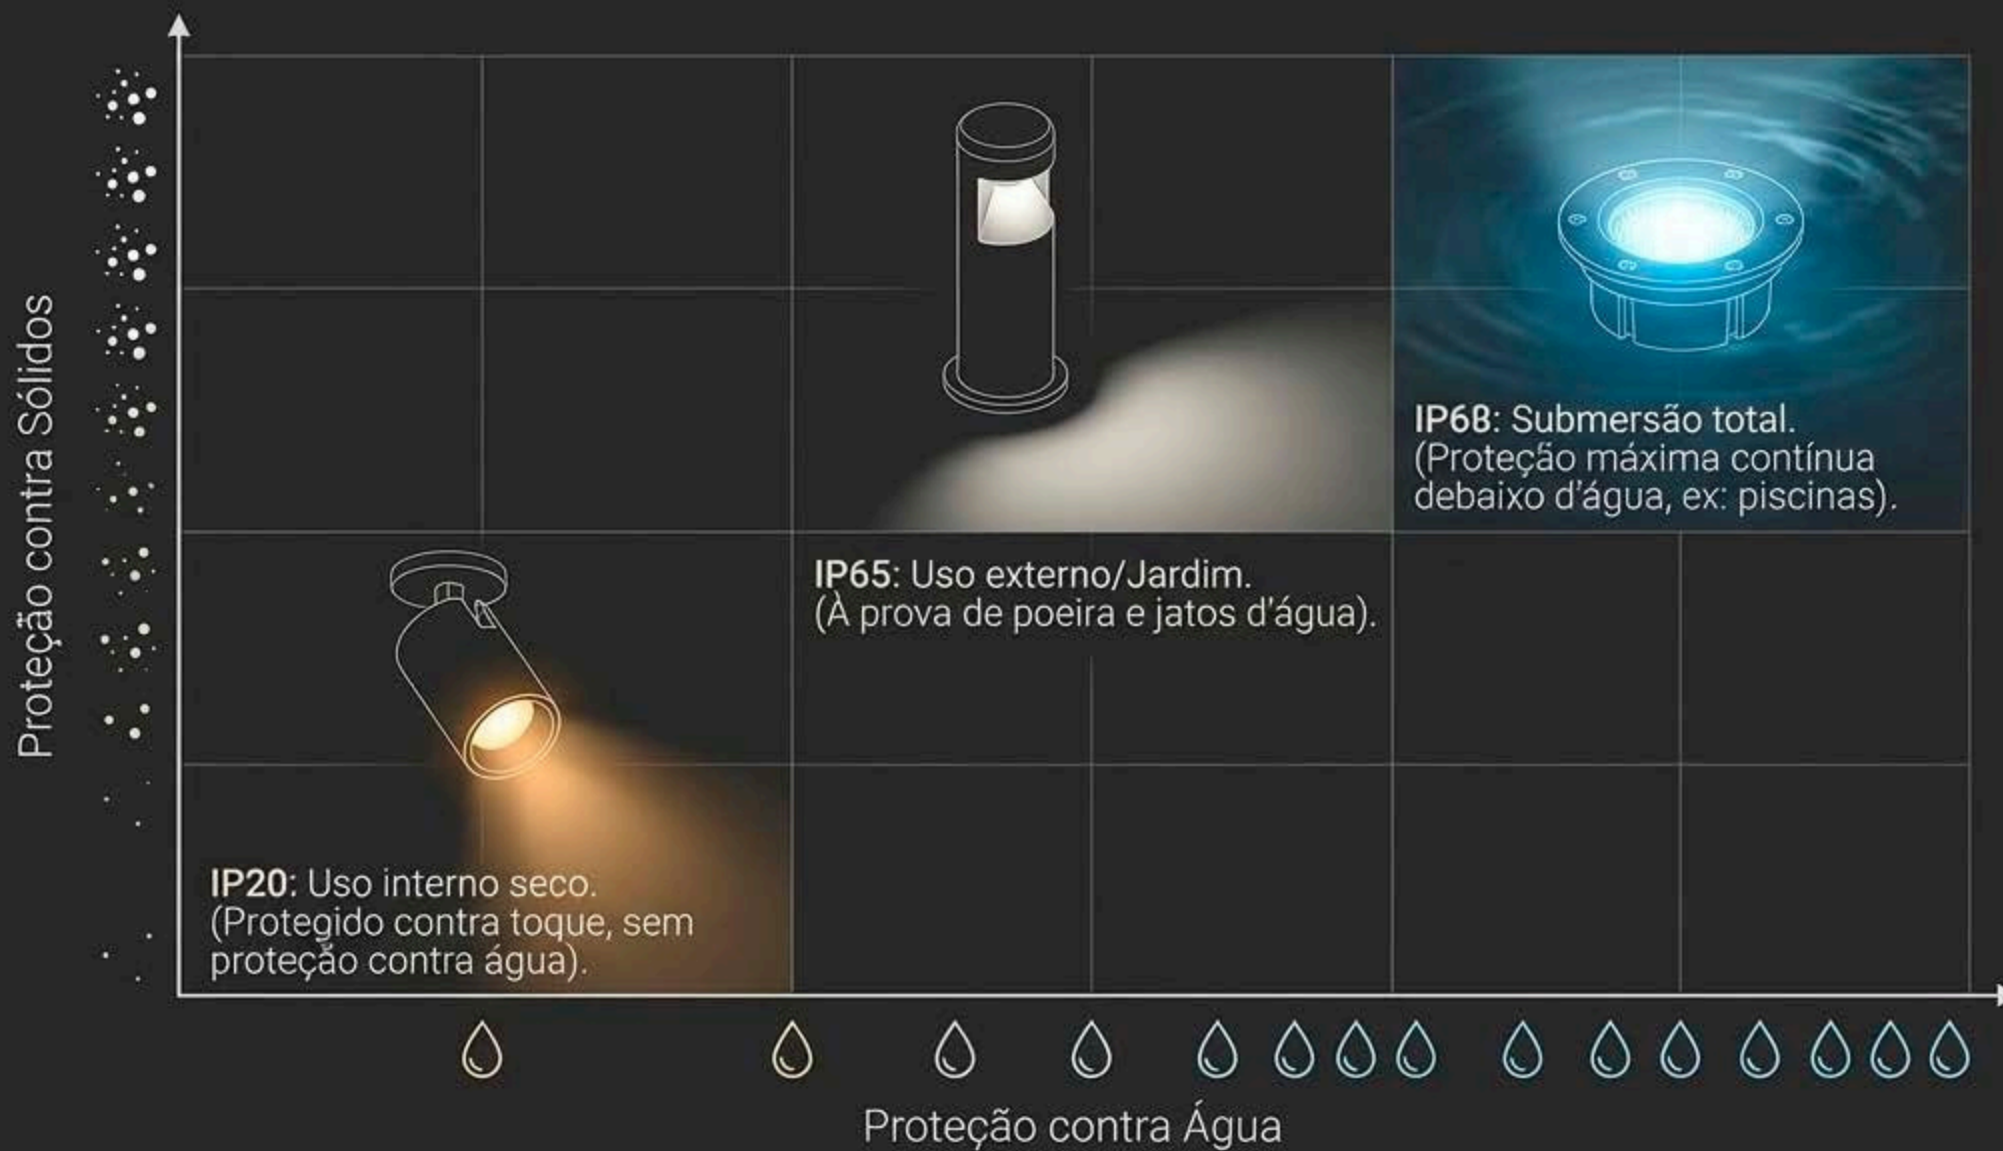 Proteção contra Sólidos
IP68: Submersão total.
(Proteção máxima contínua
debaixo d'água, ex: piscinas).
IP65: Uso externo/Jardim.
(À prova de poeira e jatos d'água).
IP20: Uso interno seco.
(Protegido contra toque, sem
proteção contra água).
Proteção contra Água